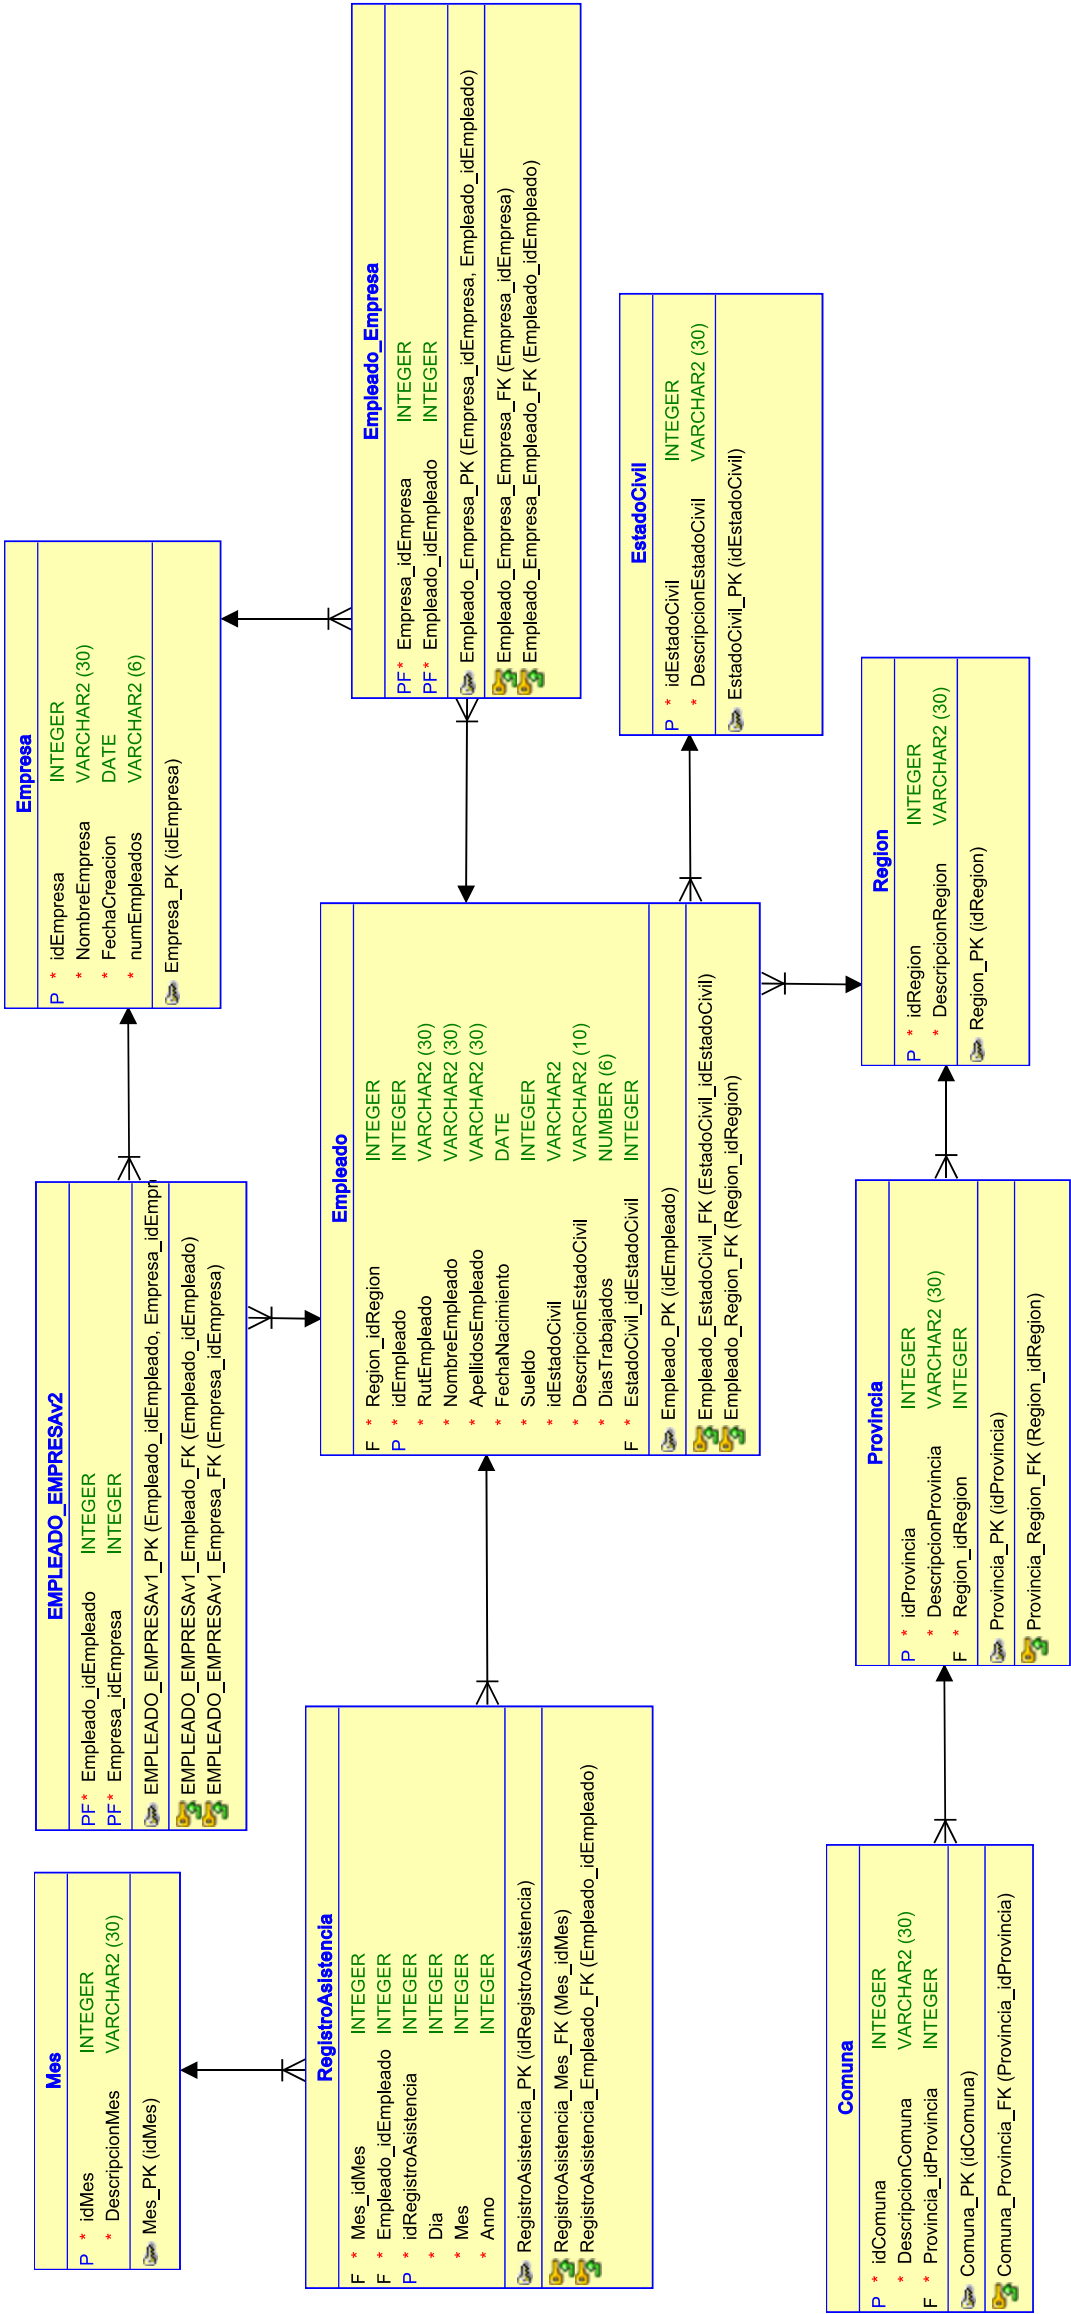 Mes
P * idMes INTEGER
* DescripcionMes VARCHAR2 (30)
Mes_PK (idMes)
EMPLEADO_EMPRESAv2
PF* Empleado_idEmpleado INTEGER
PF* Empresa_idEmpresa INTEGER
EMPLEADO_EMPRESAv1_PK (Empleado_idEmpleado, Empresa_idEmpr
EMPLEADO_EMPRESAv1_Empleado_FK (Empleado_idEmpleado)
EMPLEADO_EMPRESAv1_Empresa_FK (Empresa_idEmpresa)
Empresa
P * idEmpresa INTEGER
* NombreEmpresa VARCHAR2 (30)
* FechaCreacion DATE
* numEmpleados VARCHAR2 (6)
Empresa_PK (idEmpresa)
RegistroAsistencia
F * Mes_idMes INTEGER
F * Empleado_idEmpleado INTEGER
P * idRegistroAsistencia INTEGER
* Dia INTEGER
* Mes INTEGER
* Anno INTEGER
RegistroAsistencia_PK (idRegistroAsistencia)
RegistroAsistencia_Mes_FK (Mes_idMes)
RegistroAsistencia_Empleado_FK (Empleado_idEmpleado)
Empleado
F * Region_idRegion INTEGER
P * idEmpleado INTEGER
* RutEmpleado VARCHAR2 (30)
* NombreEmpleado VARCHAR2 (30)
* ApellidosEmpleado VARCHAR2 (30)
* FechaNacimiento DATE
* Sueldo INTEGER
* idEstadoCivil VARCHAR2
* DescripcionEstadoCivil VARCHAR2 (10)
* DiasTrabajados NUMBER (6)
F * EstadoCivil_idEstadoCivil INTEGER
Empleado_PK (idEmpleado)
Empleado_EstadoCivil_FK (EstadoCivil_idEstadoCivil)
Empleado_Region_FK (Region_idRegion)
Empleado_Empresa
PF* Empresa_idEmpresa INTEGER
PF* Empleado_idEmpleado INTEGER
Empleado_Empresa_PK (Empresa_idEmpresa, Empleado_idEmpleado)
Empleado_Empresa_Empresa_FK (Empresa_idEmpresa)
Empleado_Empresa_Empleado_FK (Empleado_idEmpleado)
EstadoCivil
P * idEstadoCivil INTEGER
* DescripcionEstadoCivil VARCHAR2 (30)
EstadoCivil_PK (idEstadoCivil)
Comuna
P * idComuna INTEGER
* DescripcionComuna VARCHAR2 (30)
F * Provincia_idProvincia INTEGER
Comuna_PK (idComuna)
Comuna_Provincia_FK (Provincia_idProvincia)
Provincia
P * idProvincia INTEGER
* DescripcionProvincia VARCHAR2 (30)
F * Region_idRegion INTEGER
Provincia_PK (idProvincia)
Provincia_Region_FK (Region_idRegion)
Region
P * idRegion INTEGER
* DescripcionRegion VARCHAR2 (30)
Region_PK (idRegion)